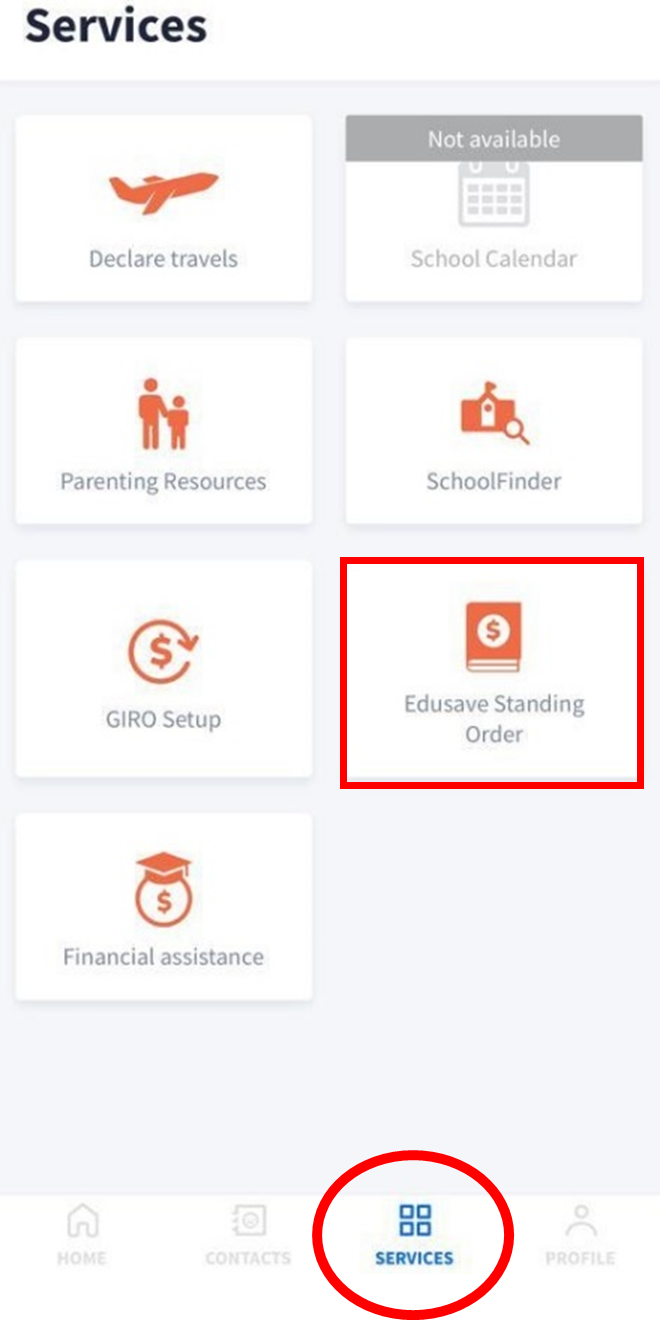 Services
Declare travels
Not available
School Calendar
Parenting Resources
SchoolFinder
$
GIRO Setup
$
Edusave Standing
Order
$
Financial assistance
HOME
CONTACTS
SERVICES
PROFILE